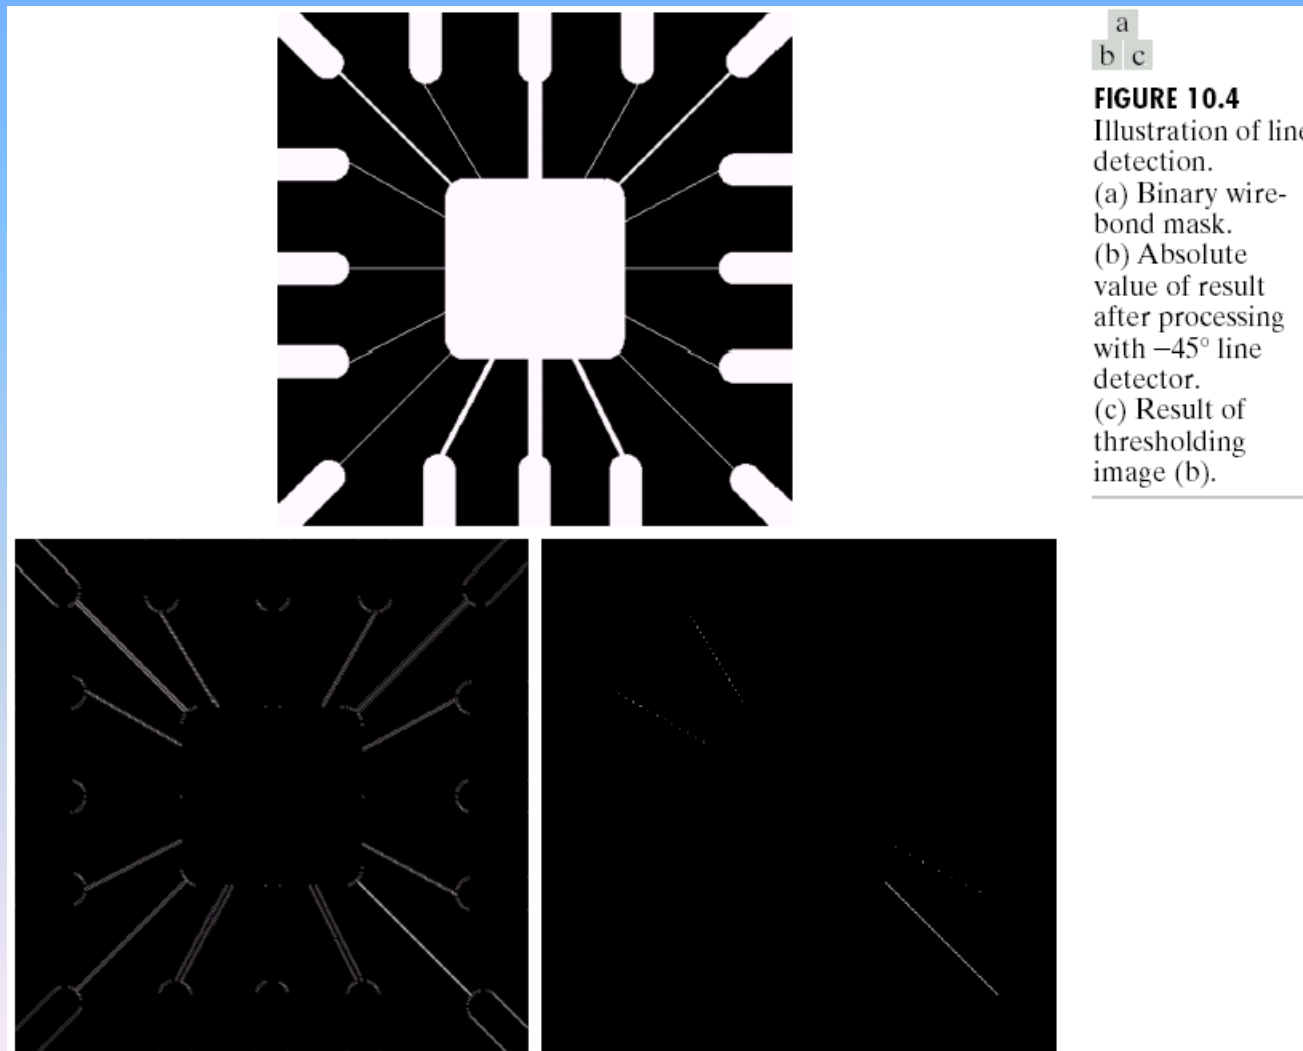 a
b c
FIGURE 10.4
Illustration of line
detection.
(a) Binary wire-
bond mask.
(b) Absolute
value of result
after processing
with −45° line
detector.
(c) Result of
thresholding
image (b).